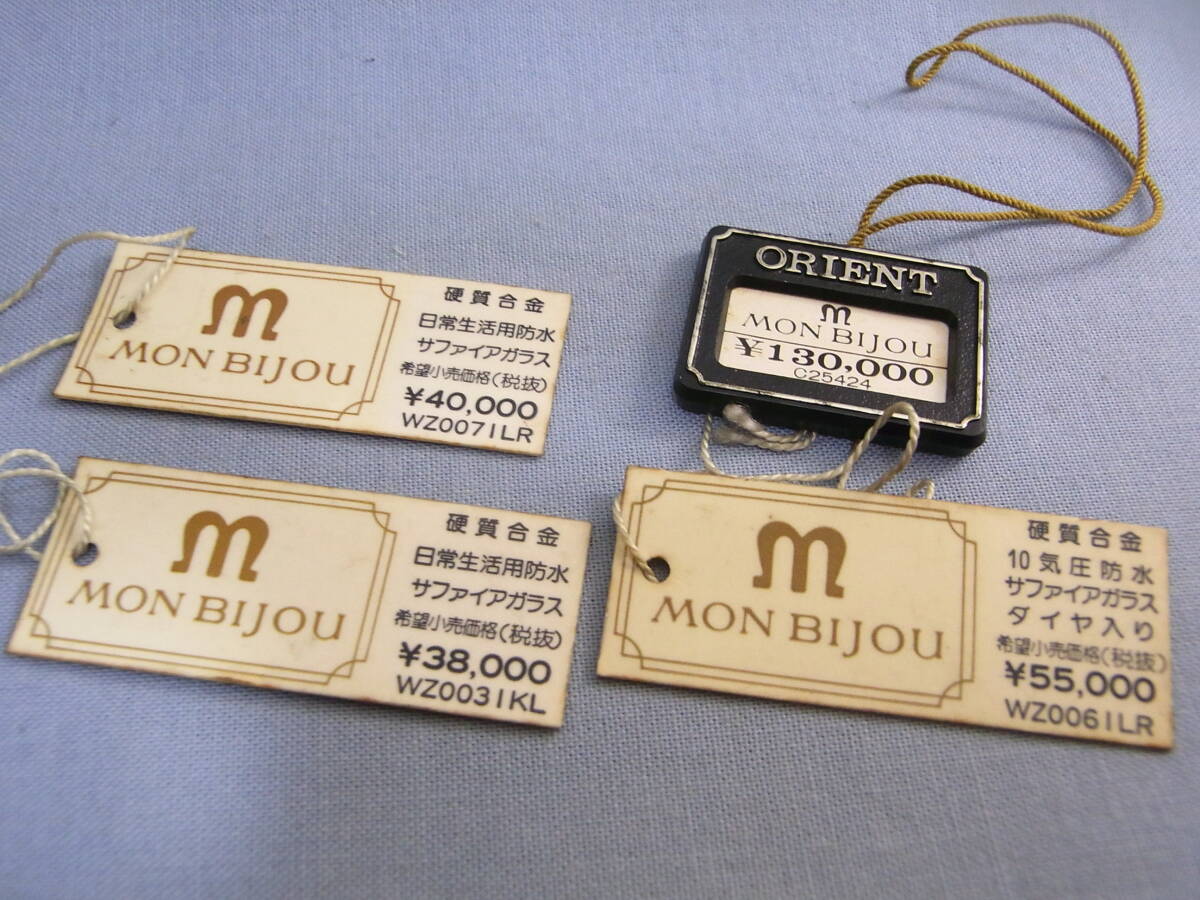 m
MON BIJOU
硬質合金
日常生活用防水
サファイアガラス
希望小売価格(税抜)
¥40,000
WZ0071LR
ORIENT
m
MON BIJOU
¥130,000
C25424
m
MON BIJOU
硬質合金
日常生活用防水
サファイアガラス
希望小売価格(税抜)
¥38,000
WZ0031KL
m
MON BIJOU
硬質合金
10気圧防水
サファイアガラス
ダイヤ入り
希望小売価格(税抜)
¥55,000
WZ0061LR